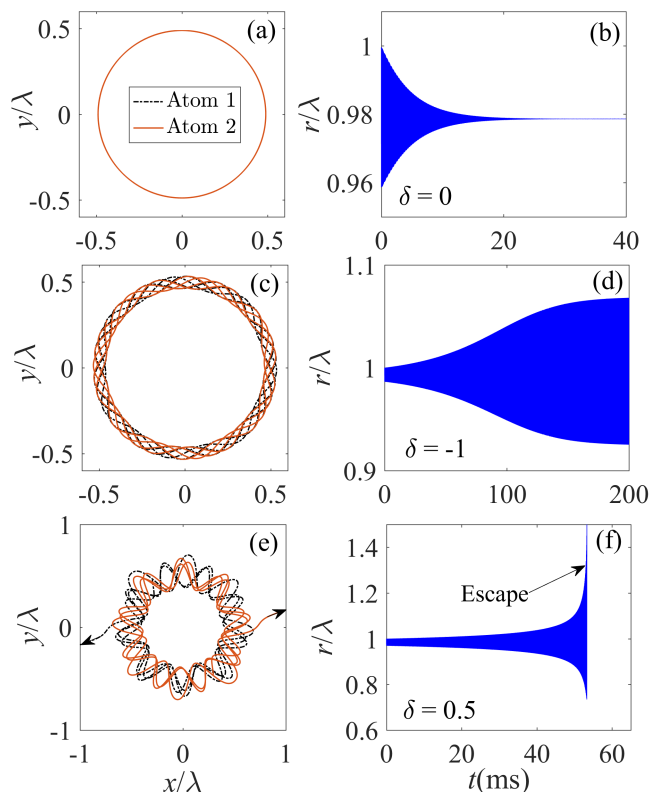 (a)
y/λ
0.5
0
-0.5
Atom 1
Atom 2
-0.5 0 0.5
(b)
r/λ
1
0.98
0.96
δ = 0
0 20 40
(c)
y/λ
0.5
0
-0.5
-0.5 0 0.5
(d)
r/λ
1.1
1
0.9
δ = -1
0 100 200
(e)
y/λ
1
0
-1
-1 0 1
x/λ
(f)
r/λ
1.4
1.2
1
0.8
0.6
Escape
δ = 0.5
0 20 40 60
t(ms)